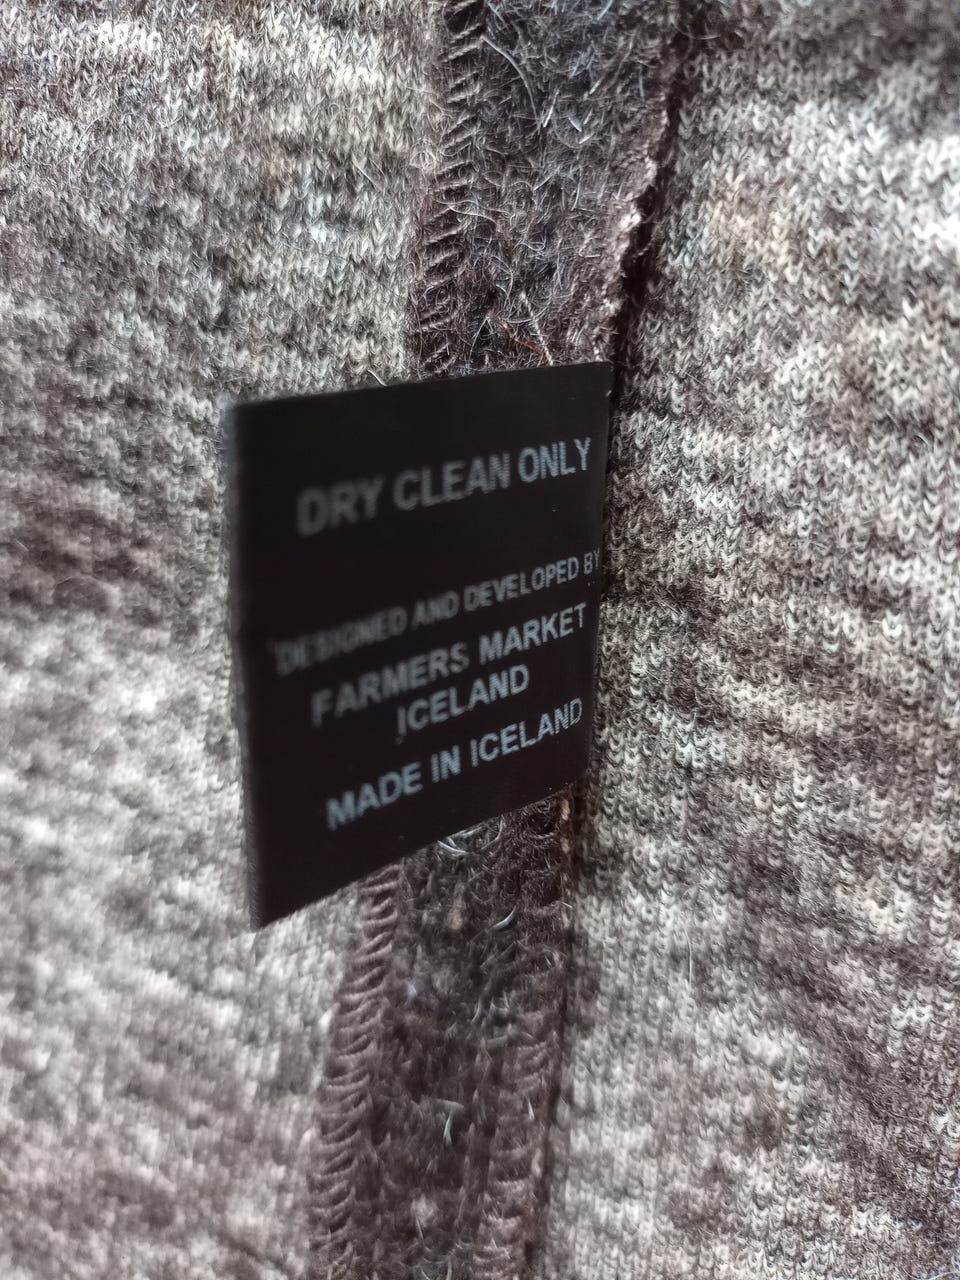 DRY CLEAN ONLY
DESIGNED AND DEVELOPED BY
FARMERS MARKET
ICELAND
MADE IN ICELAND